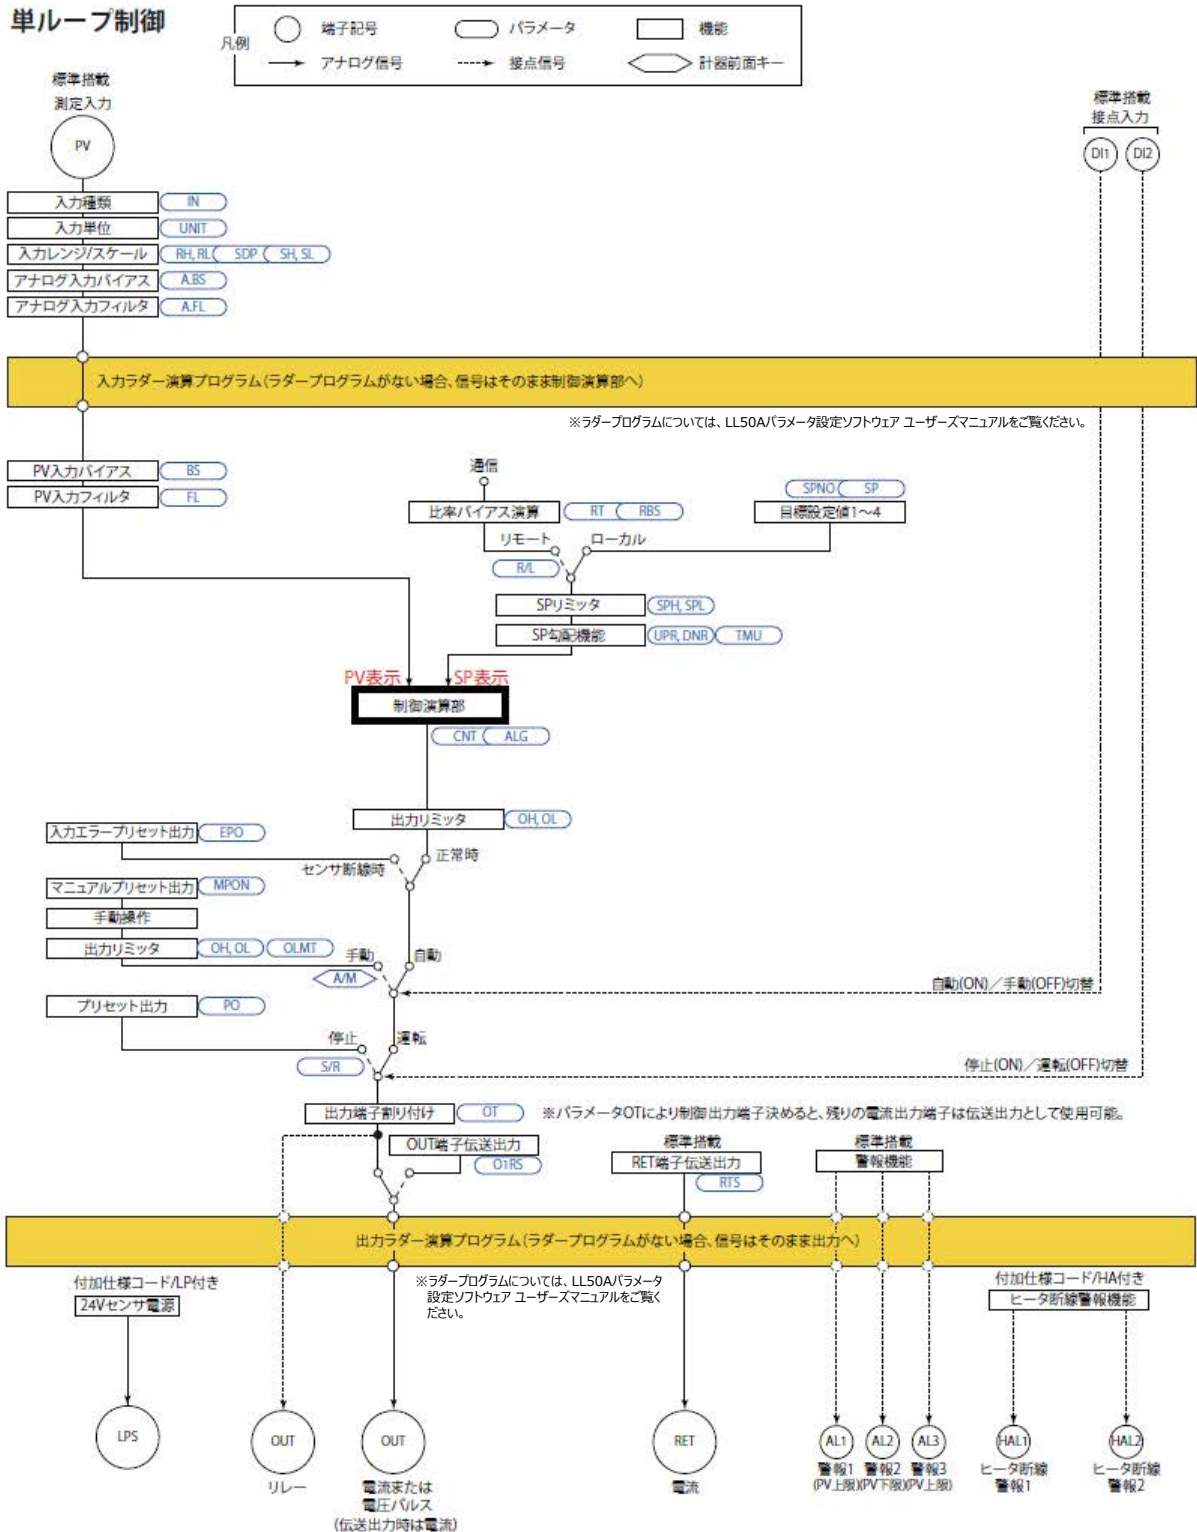 単ループ制御
凡例
端子記号
パラメータ
機能
アナログ信号
接点信号
計器前面キー
標準搭載
測定入力
PV
標準搭載
接点入力
DI1
DI2
入力種類
IN
入力単位
UNIT
入力レンジ/スケール
RH, RL
SDP
SH, SL
アナログ入力バイアス
A.BS
アナログ入力フィルタ
A.FL
入力ラダー演算プログラム(ラダープログラムがない場合、信号はそのまま制御演算部へ)
※ラダープログラムについては、LL50Aパラメータ設定ソフトウェア ユーザーズマニュアルをご覧ください。
PV入力バイアス
BS
PV入力フィルタ
FL
通信
比率バイアス演算
RT
RBS
SPNO
SP
目標設定値1～4
リモート
ローカル
R/L
SPリミッタ
SPH, SPL
SP勾配機能
UPR, DNR
TMU
PV表示
SP表示
制御演算部
CNT
ALG
出力リミッタ
OH, OL
入力エラープリセット出力
EPO
センサ断線時
正常時
マニュアルプリセット出力
MPON
手動操作
出力リミッタ
OH, OL
OLMT
手動
自動
A/M
自動(ON)／手動(OFF)切替
プリセット出力
PO
停止
運転
S/R
停止(ON)／運転(OFF)切替
出力端子割り付け
OT
※パラメータOTにより制御出力端子決めると、残りの電流出力端子は伝送出力として使用可能。
OUT端子伝送出力
O1RS
標準搭載
RET端子伝送出力
RTS
標準搭載
警報機能
出力ラダー演算プログラム(ラダープログラムがない場合、信号はそのまま出力へ)
付加仕様コード/LP付き
24Vセンサ電源
※ラダープログラムについては、LL50Aパラメータ
設定ソフトウェア ユーザーズマニュアルをご覧く
ださい。
付加仕様コード/HA付き
ヒータ断線警報機能
LPS
OUT
リレー
OUT
電流または
電圧パルス
(伝送出力時は電流)
RET
電流
AL1
警報1
(PV上限)
AL2
警報2
(PV下限)
AL3
警報3
(PV上限)
HAL1
ヒータ断線
警報1
HAL2
ヒータ断線
警報2